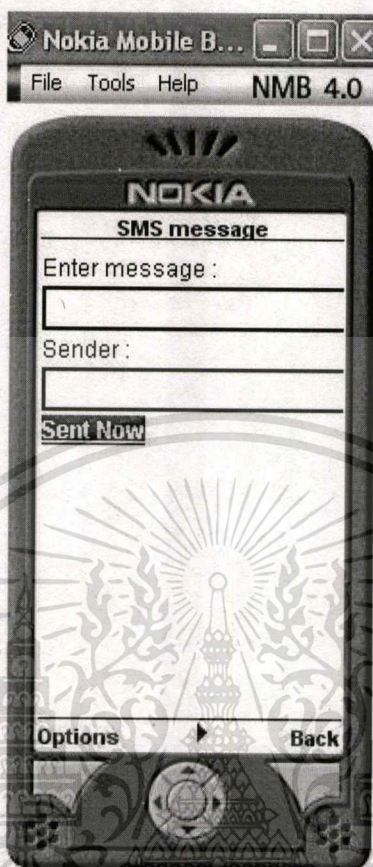 Nokia Mobile B...
File Tools Help NMB 4.0
NOKIA
SMS message
Enter message :
Sender :
Sent Now
Options Back